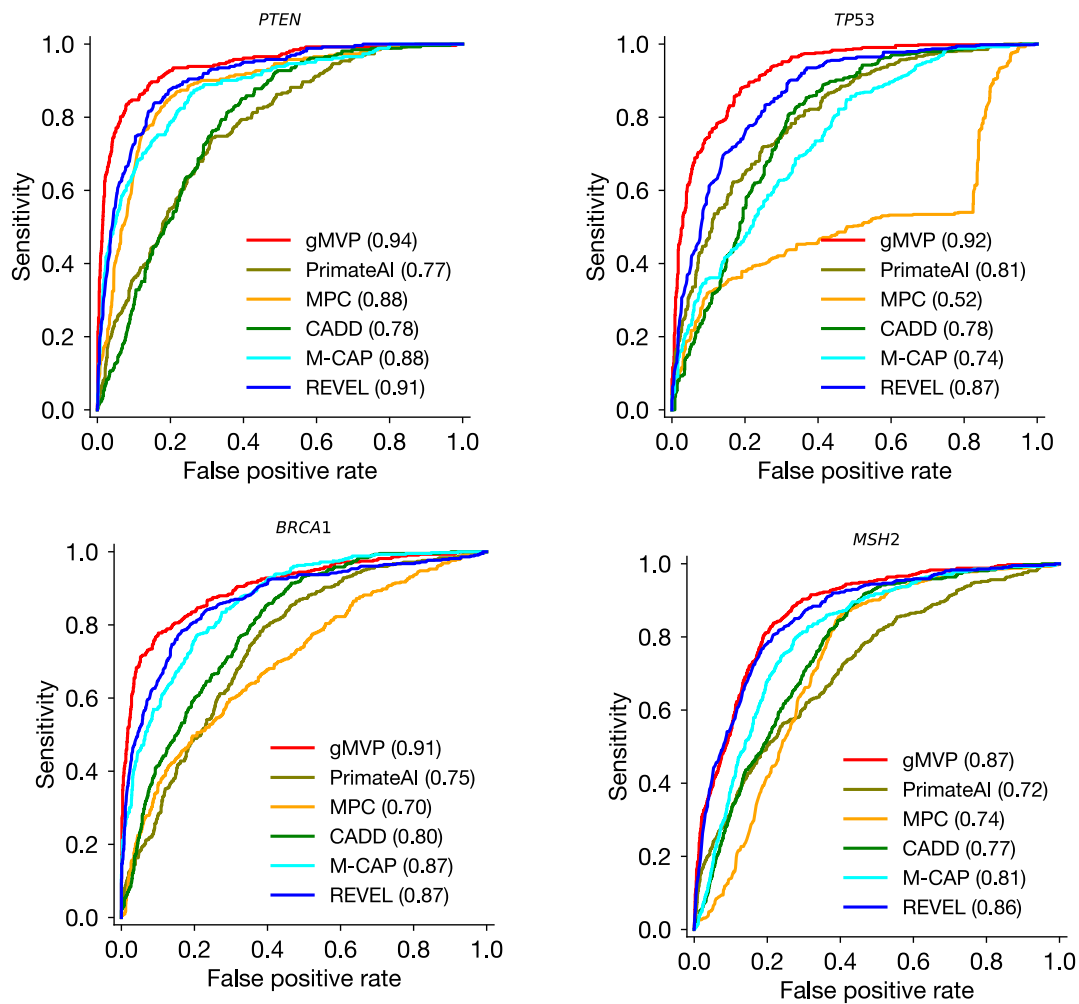 PTEN
1.0
0.8
0.6
0.4
0.2
0.0
Sensitivity
gMVP (0.94)
PrimateAI (0.77)
MPC (0.88)
CADD (0.78)
M-CAP (0.88)
REVEL (0.91)
0.0 0.2 0.4 0.6 0.8 1.0
False positive rate
TP53
1.0
0.8
0.6
0.4
0.2
0.0
Sensitivity
gMVP (0.92)
PrimateAI (0.81)
MPC (0.52)
CADD (0.78)
M-CAP (0.74)
REVEL (0.87)
0.0 0.2 0.4 0.6 0.8 1.0
False positive rate
BRCA1
1.0
0.8
0.6
0.4
0.2
0.0
Sensitivity
gMVP (0.91)
PrimateAI (0.75)
MPC (0.70)
CADD (0.80)
M-CAP (0.87)
REVEL (0.87)
0.0 0.2 0.4 0.6 0.8 1.0
False positive rate
MSH2
1.0
0.8
0.6
0.4
0.2
0.0
Sensitivity
gMVP (0.87)
PrimateAI (0.72)
MPC (0.74)
CADD (0.77)
M-CAP (0.81)
REVEL (0.86)
0.0 0.2 0.4 0.6 0.8 1.0
False positive rate